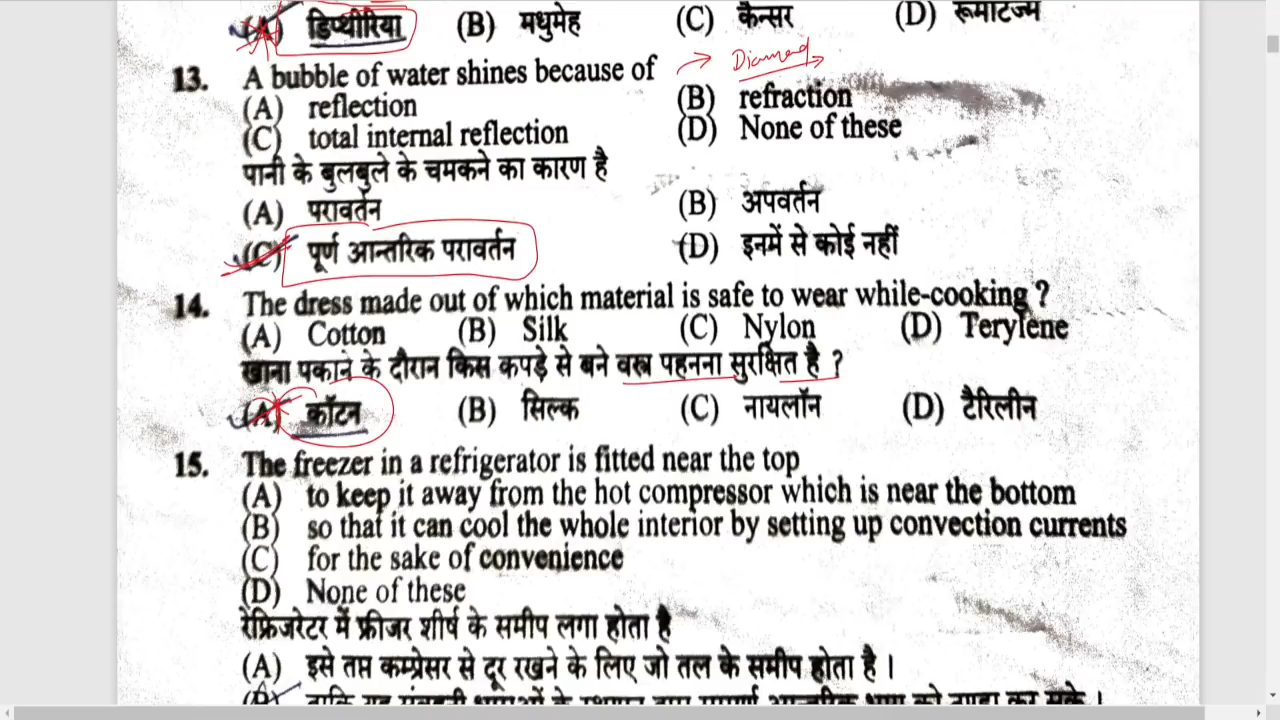 (A) डिप्थीरिया (B) मधुमेह (C) कैन्सर (D) रूमाटिज्म
13. A bubble of water shines because of → Diamond
(A) reflection (B) refraction
(C) total internal reflection (D) None of these
पानी के बुलबुले के चमकने का कारण है
(A) परावर्तन (B) अपवर्तन
(C) पूर्ण आन्तरिक परावर्तन (D) इनमें से कोई नहीं
14. The dress made out of which material is safe to wear while-cooking ?
(A) Cotton (B) Silk (C) Nylon (D) Terylene
खाना पकाने के दौरान किस कपड़े से बने वस्त्र पहनना सुरक्षित है ?
(A) कॉटन (B) सिल्क (C) नायलॉन (D) टैरिलीन
15. The freezer in a refrigerator is fitted near the top
(A) to keep it away from the hot compressor which is near the bottom
(B) so that it can cool the whole interior by setting up convection currents
(C) for the sake of convenience
(D) None of these
रेफ्रिजरेटर में फ्रीजर शीर्ष के समीप लगा होता है
(A) इसे तप्त कम्प्रेसर से दूर रखने के लिए जो तल के समीप होता है ।
(B)